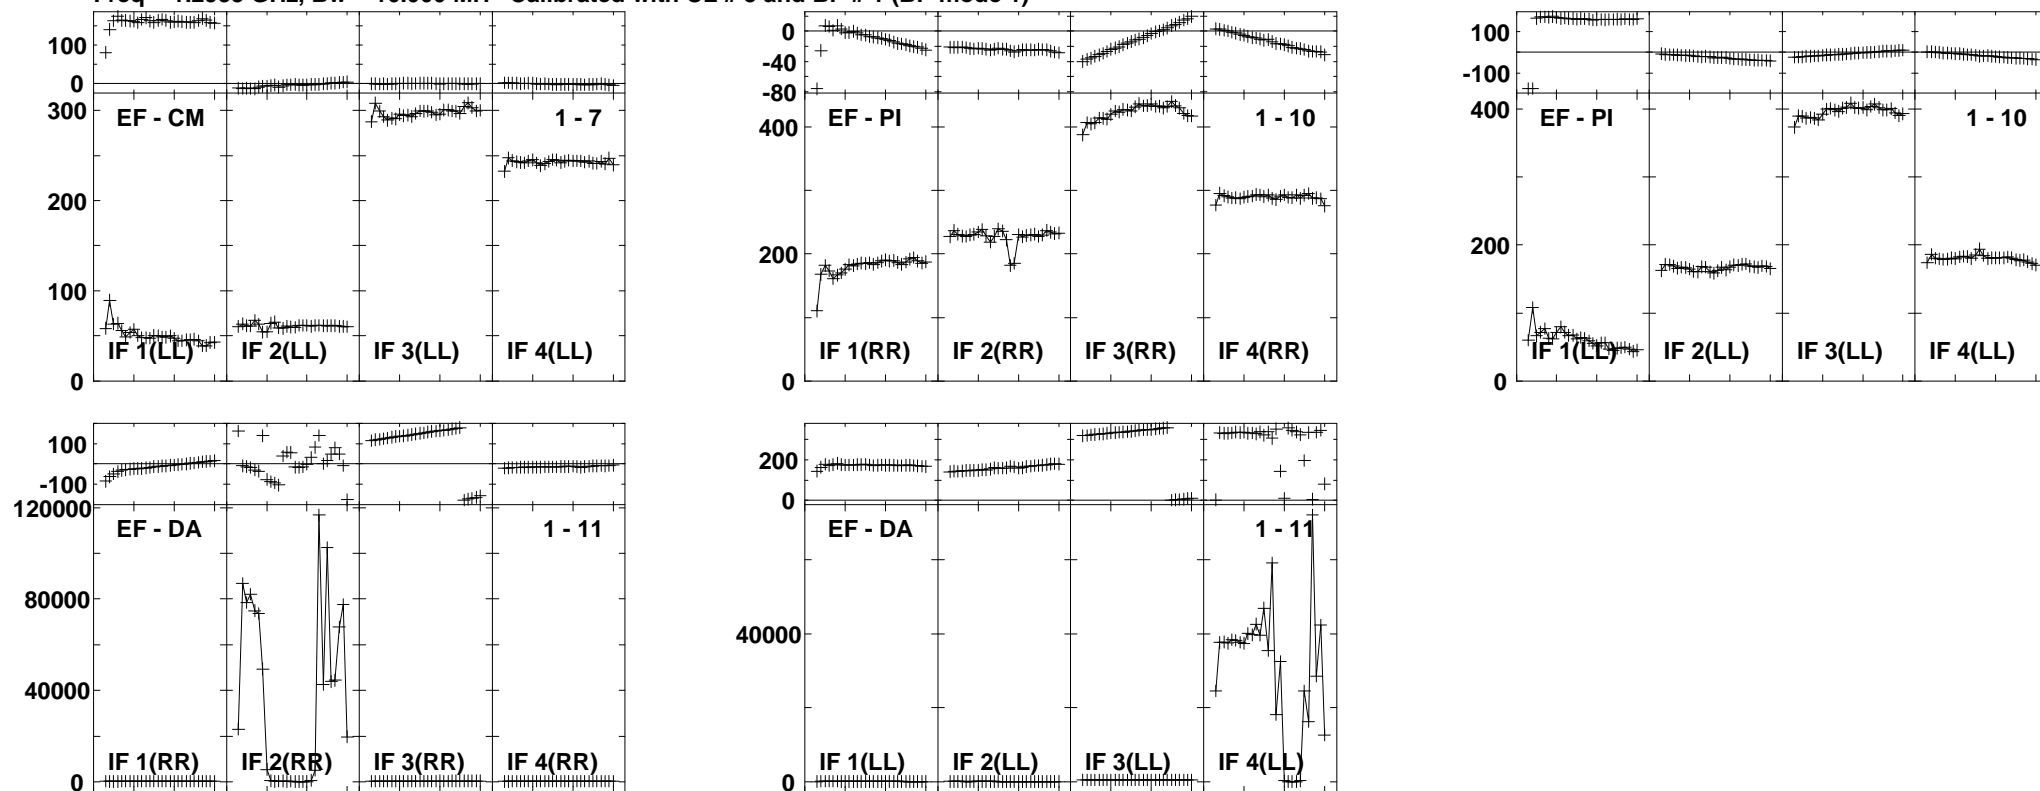 100
0
300
200
100
0
EF - CM
1 - 7
IF 1(LL)
IF 2(LL)
IF 3(LL)
IF 4(LL)
0
-40
-80
400
200
0
EF - PI
1 - 10
IF 1(RR)
IF 2(RR)
IF 3(RR)
IF 4(RR)
100
-100
400
200
0
EF - PI
1 - 10
IF 1(LL)
IF 2(LL)
IF 3(LL)
IF 4(LL)
100
-100
120000
80000
40000
0
EF - DA
1 - 11
IF 1(RR)
IF 2(RR)
IF 3(RR)
IF 4(RR)
200
0
40000
0
EF - DA
1 - 11
IF 1(LL)
IF 2(LL)
IF 3(LL)
IF 4(LL)